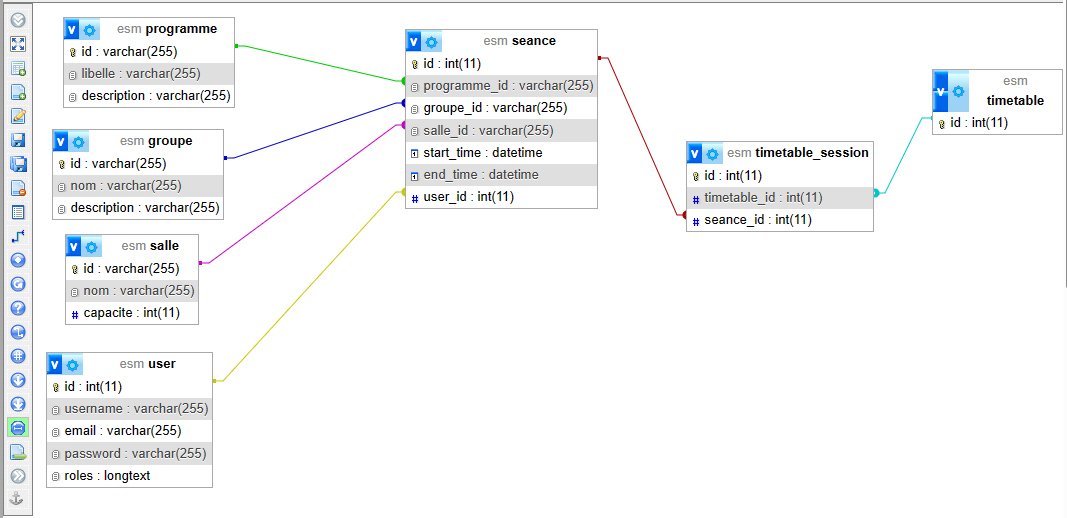 esm programme
id : varchar(255)
libelle : varchar(255)
description : varchar(255)
esm groupe
id : varchar(255)
nom : varchar(255)
description : varchar(255)
esm salle
id : varchar(255)
nom : varchar(255)
# capacite : int(11)
esm user
id : int(11)
username : varchar(255)
email : varchar(255)
password : varchar(255)
roles : longtext
esm seance
id : int(11)
programme_id : varchar(255)
groupe_id : varchar(255)
salle_id : varchar(255)
start_time : datetime
end_time : datetime
# user_id : int(11)
esm timetable_session
id : int(11)
# timetable_id : int(11)
# seance_id : int(11)
esm
timetable
id : int(11)